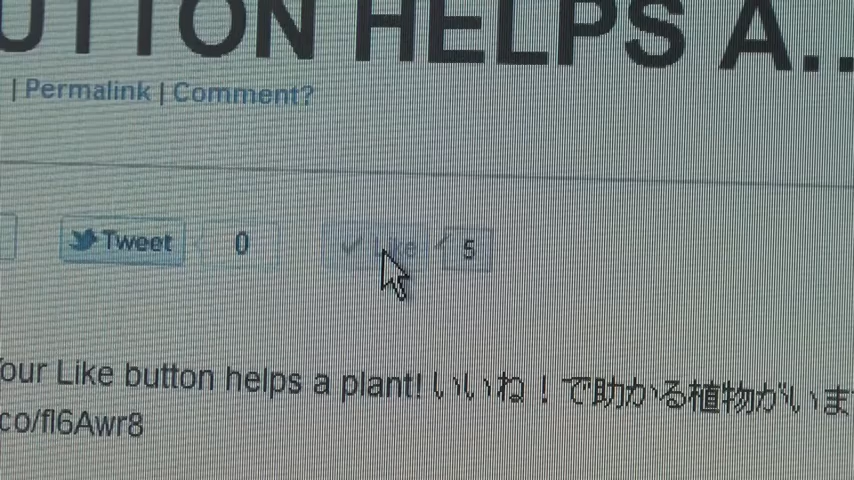 UTTON HELPS A..
| Permalink | Comment?
Tweet 0 Like 5
our Like button helps a plant! いいね！で助かる植物がいま
co/fl6Awr8